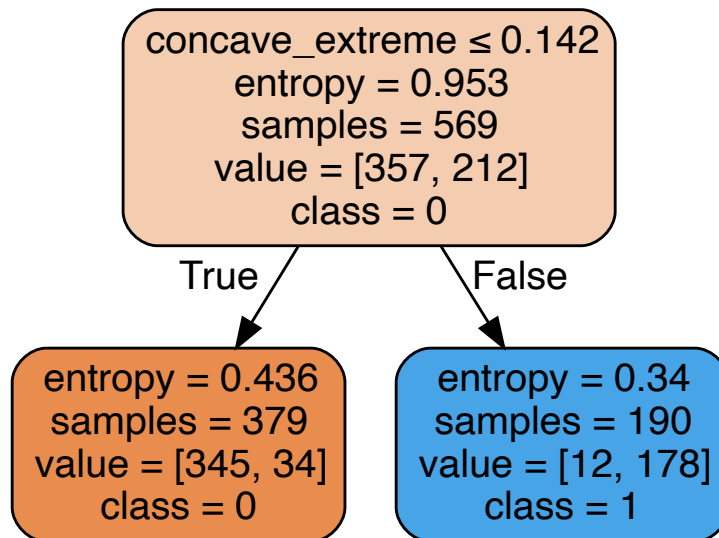 concave_extreme ≤ 0.142
entropy = 0.953
samples = 569
value = [357, 212]
class = 0
True
False
entropy = 0.436
samples = 379
value = [345, 34]
class = 0
entropy = 0.34
samples = 190
value = [12, 178]
class = 1